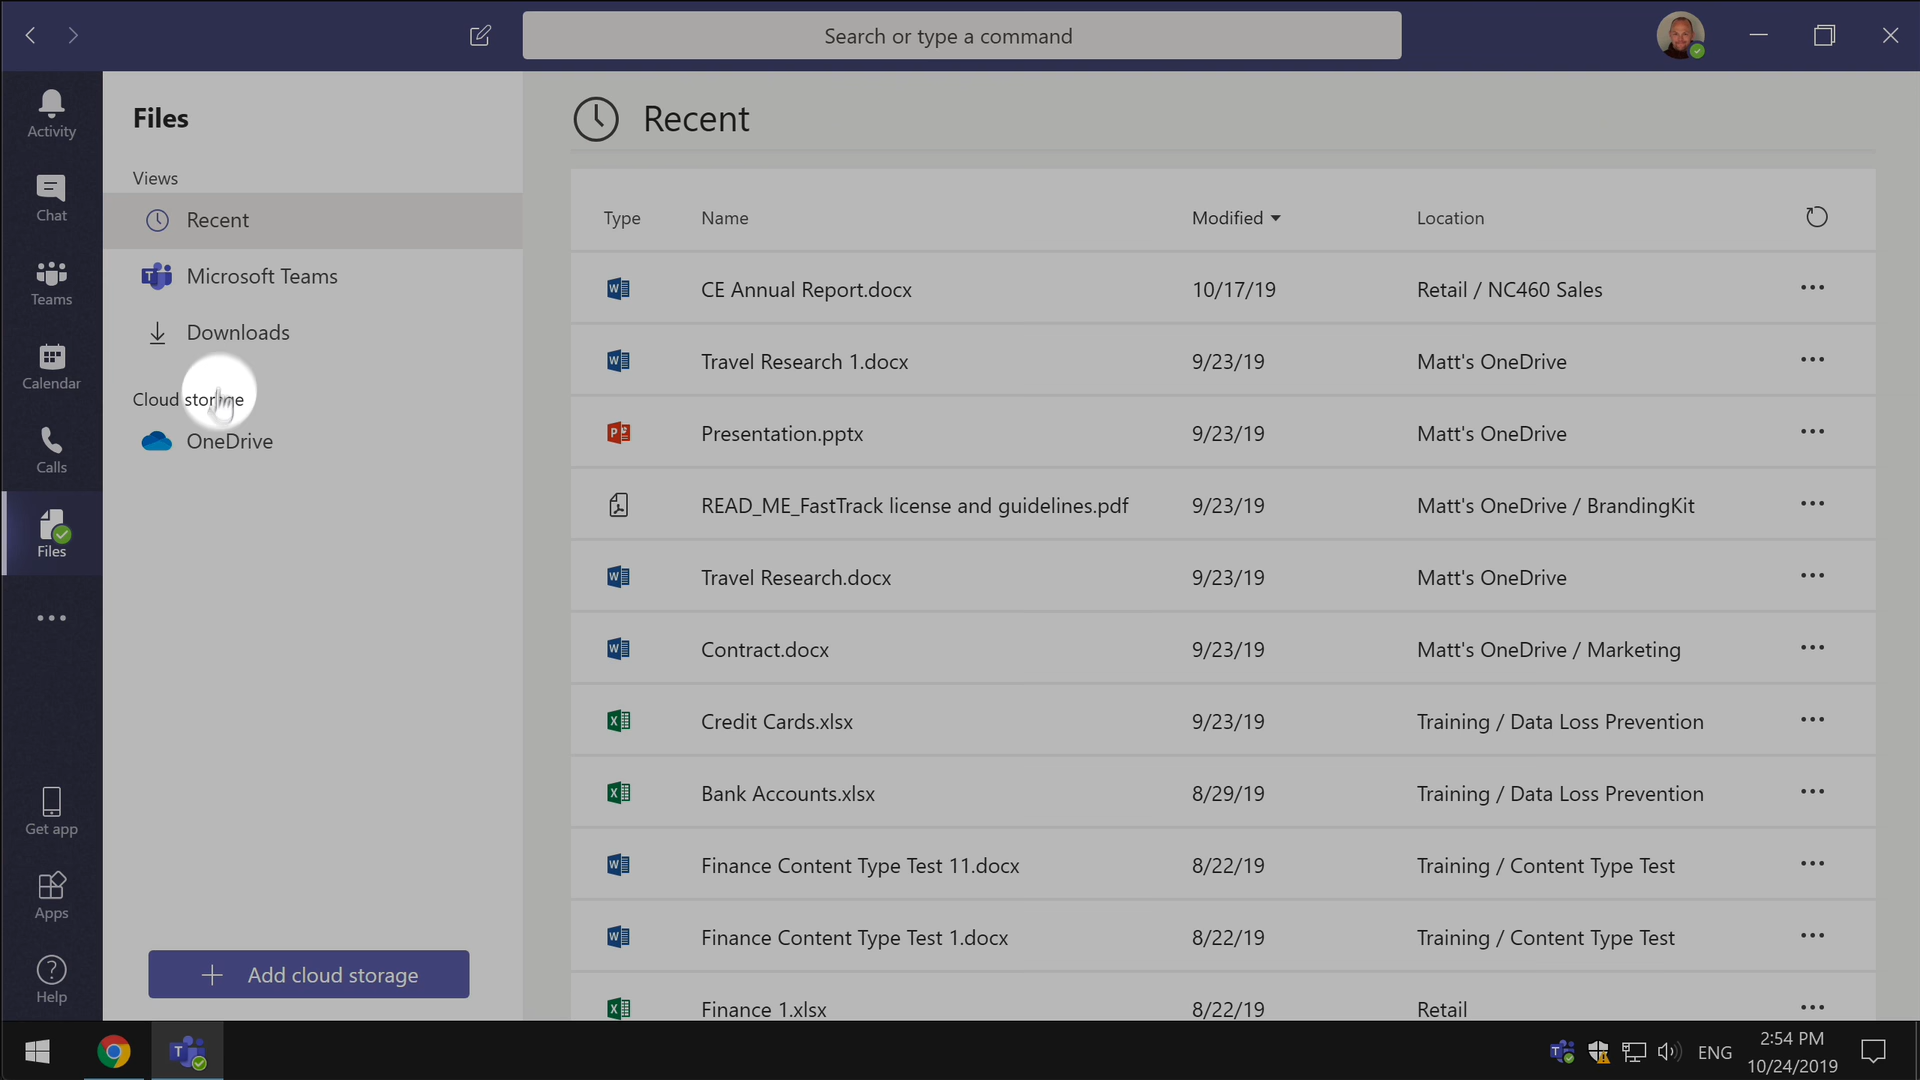 Search or type a command
Activity
Chat
Teams
Calendar
Calls
Files
Get app
Apps
Help
Files
Views
Recent
Microsoft Teams
Downloads
Cloud storage
OneDrive
Add cloud storage
Recent
Type Name Modified Location
CE Annual Report.docx 10/17/19 Retail / NC460 Sales
Travel Research 1.docx 9/23/19 Matt's OneDrive
Presentation.pptx 9/23/19 Matt's OneDrive
READ_ME_FastTrack license and guidelines.pdf 9/23/19 Matt's OneDrive / BrandingKit
Travel Research.docx 9/23/19 Matt's OneDrive
Contract.docx 9/23/19 Matt's OneDrive / Marketing
Credit Cards.xlsx 9/23/19 Training / Data Loss Prevention
Bank Accounts.xlsx 8/29/19 Training / Data Loss Prevention
Finance Content Type Test 11.docx 8/22/19 Training / Content Type Test
Finance Content Type Test 1.docx 8/22/19 Training / Content Type Test
Finance 1.xlsx 8/22/19 Retail
ENG
2:54 PM
10/24/2019